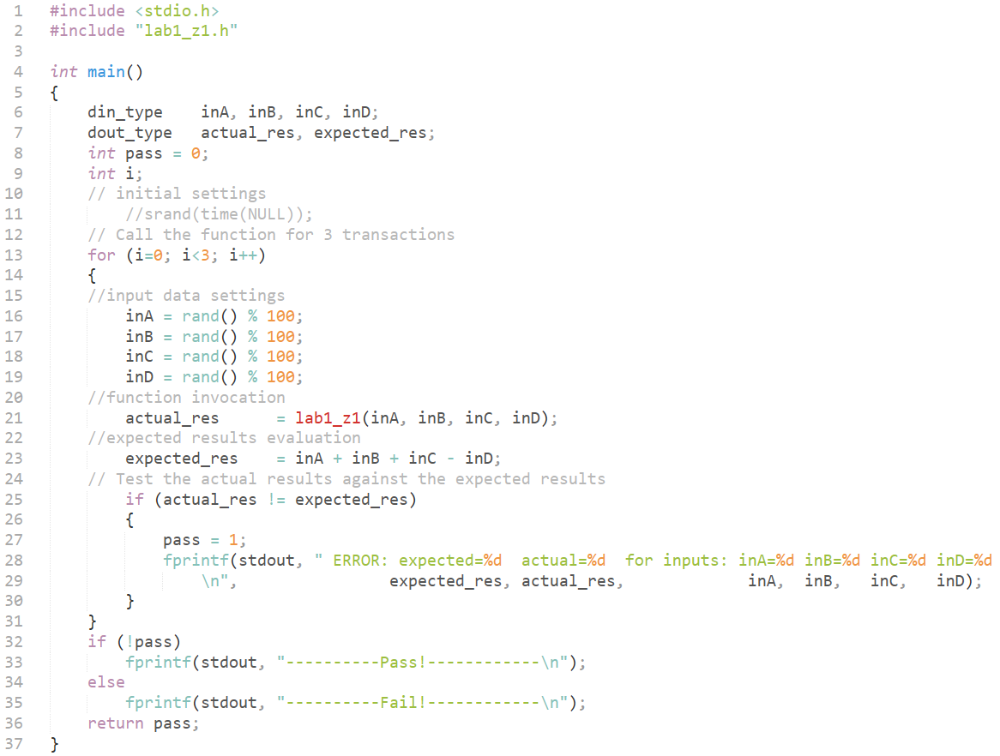 1 #include <stdio.h>
2 #include "lab1_z1.h"
3
4 int main()
5 {
6     din_type    inA, inB, inC, inD;
7     dout_type   actual_res, expected_res;
8     int pass = 0;
9     int i;
10     // initial settings
11         //srand(time(NULL));
12     // Call the function for 3 transactions
13     for (i=0; i<3; i++)
14     {
15     //input data settings
16         inA = rand() % 100;
17         inB = rand() % 100;
18         inC = rand() % 100;
19         inD = rand() % 100;
20     //function invocation
21         actual_res      = lab1_z1(inA, inB, inC, inD);
22     //expected results evaluation
23         expected_res    = inA + inB + inC - inD;
24     // Test the actual results against the expected results
25         if (actual_res != expected_res)
26         {
27             pass = 1;
28             fprintf(stdout, " ERROR: expected=%d  actual=%d  for inputs: inA=%d inB=%d inC=%d inD=%d
29                 \n",                expected_res, actual_res,             inA,  inB,   inC,   inD);
30         }
31     }
32     if (!pass)
33         fprintf(stdout, "----------Pass!------------\n");
34     else
35         fprintf(stdout, "----------Fail!------------\n");
36     return pass;
37 }